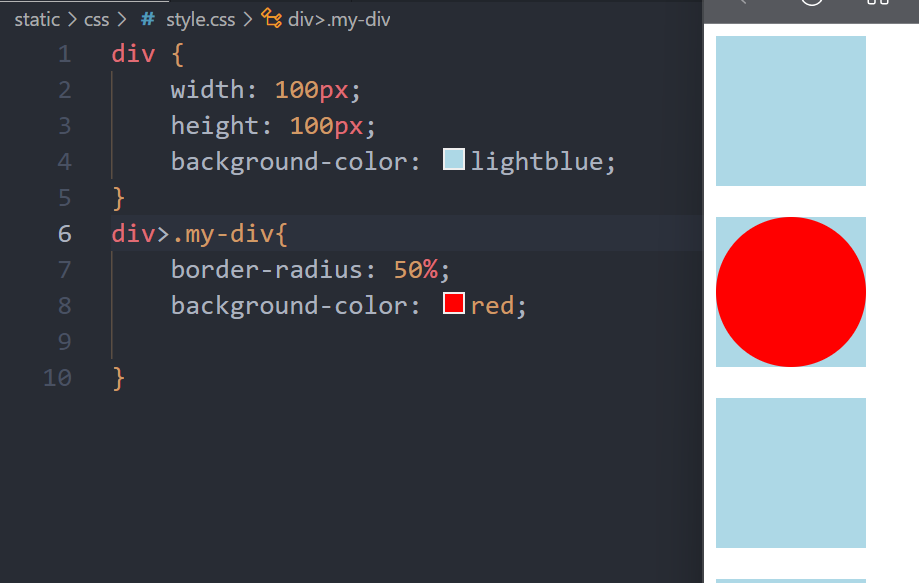 static > css > # style.css > div>.my-div
1 div {
2 width: 100px;
3 height: 100px;
4 background-color: lightblue;
5 }
6 div>.my-div{
7 border-radius: 50%;
8 background-color: red;
9
10 }